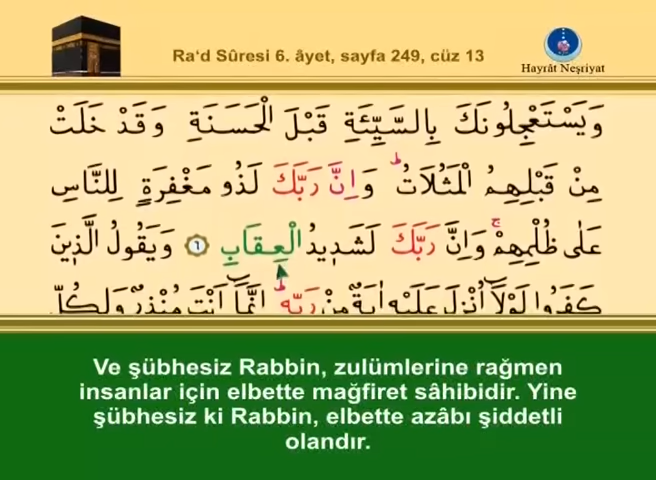 Ra‘d Sûresi 6. âyet, sayfa 249, cüz 13
Hayrât Neşriyat
وَيَسْتَعْجِلُونَكَ بِالسَّيِّئَةِ قَبْلَ الْحَسَنَةِ وَقَدْ خَلَتْ
مِنْ قَبْلِهِمُ الْمَثُلَاتُ ۜ وَاِنَّ رَبَّكَ لَذُو مَغْفِرَةٍ لِلنَّاسِ
عَلٰى ظُلْمِهِمْ ۚ وَاِنَّ رَبَّكَ لَشَد۪يدُ الْعِقَابِ ﴿٦﴾ وَيَقُولُ الَّذ۪ينَ
كَفَرُوا لَوْلَٓا اُنْزِلَ عَلَيْهِ اٰيَةٌ مِنْ رَبِّه۪ اِنَّمَٓا اَنْتَ مُنْذِرٌ وَلِكُلِّ
Ve şübhesiz Rabbin, zulümlerine rağmen
insanlar için elbette mağfiret sâhibidir. Yine
şübhesiz ki Rabbin, elbette azâbı şiddetli
olandır.